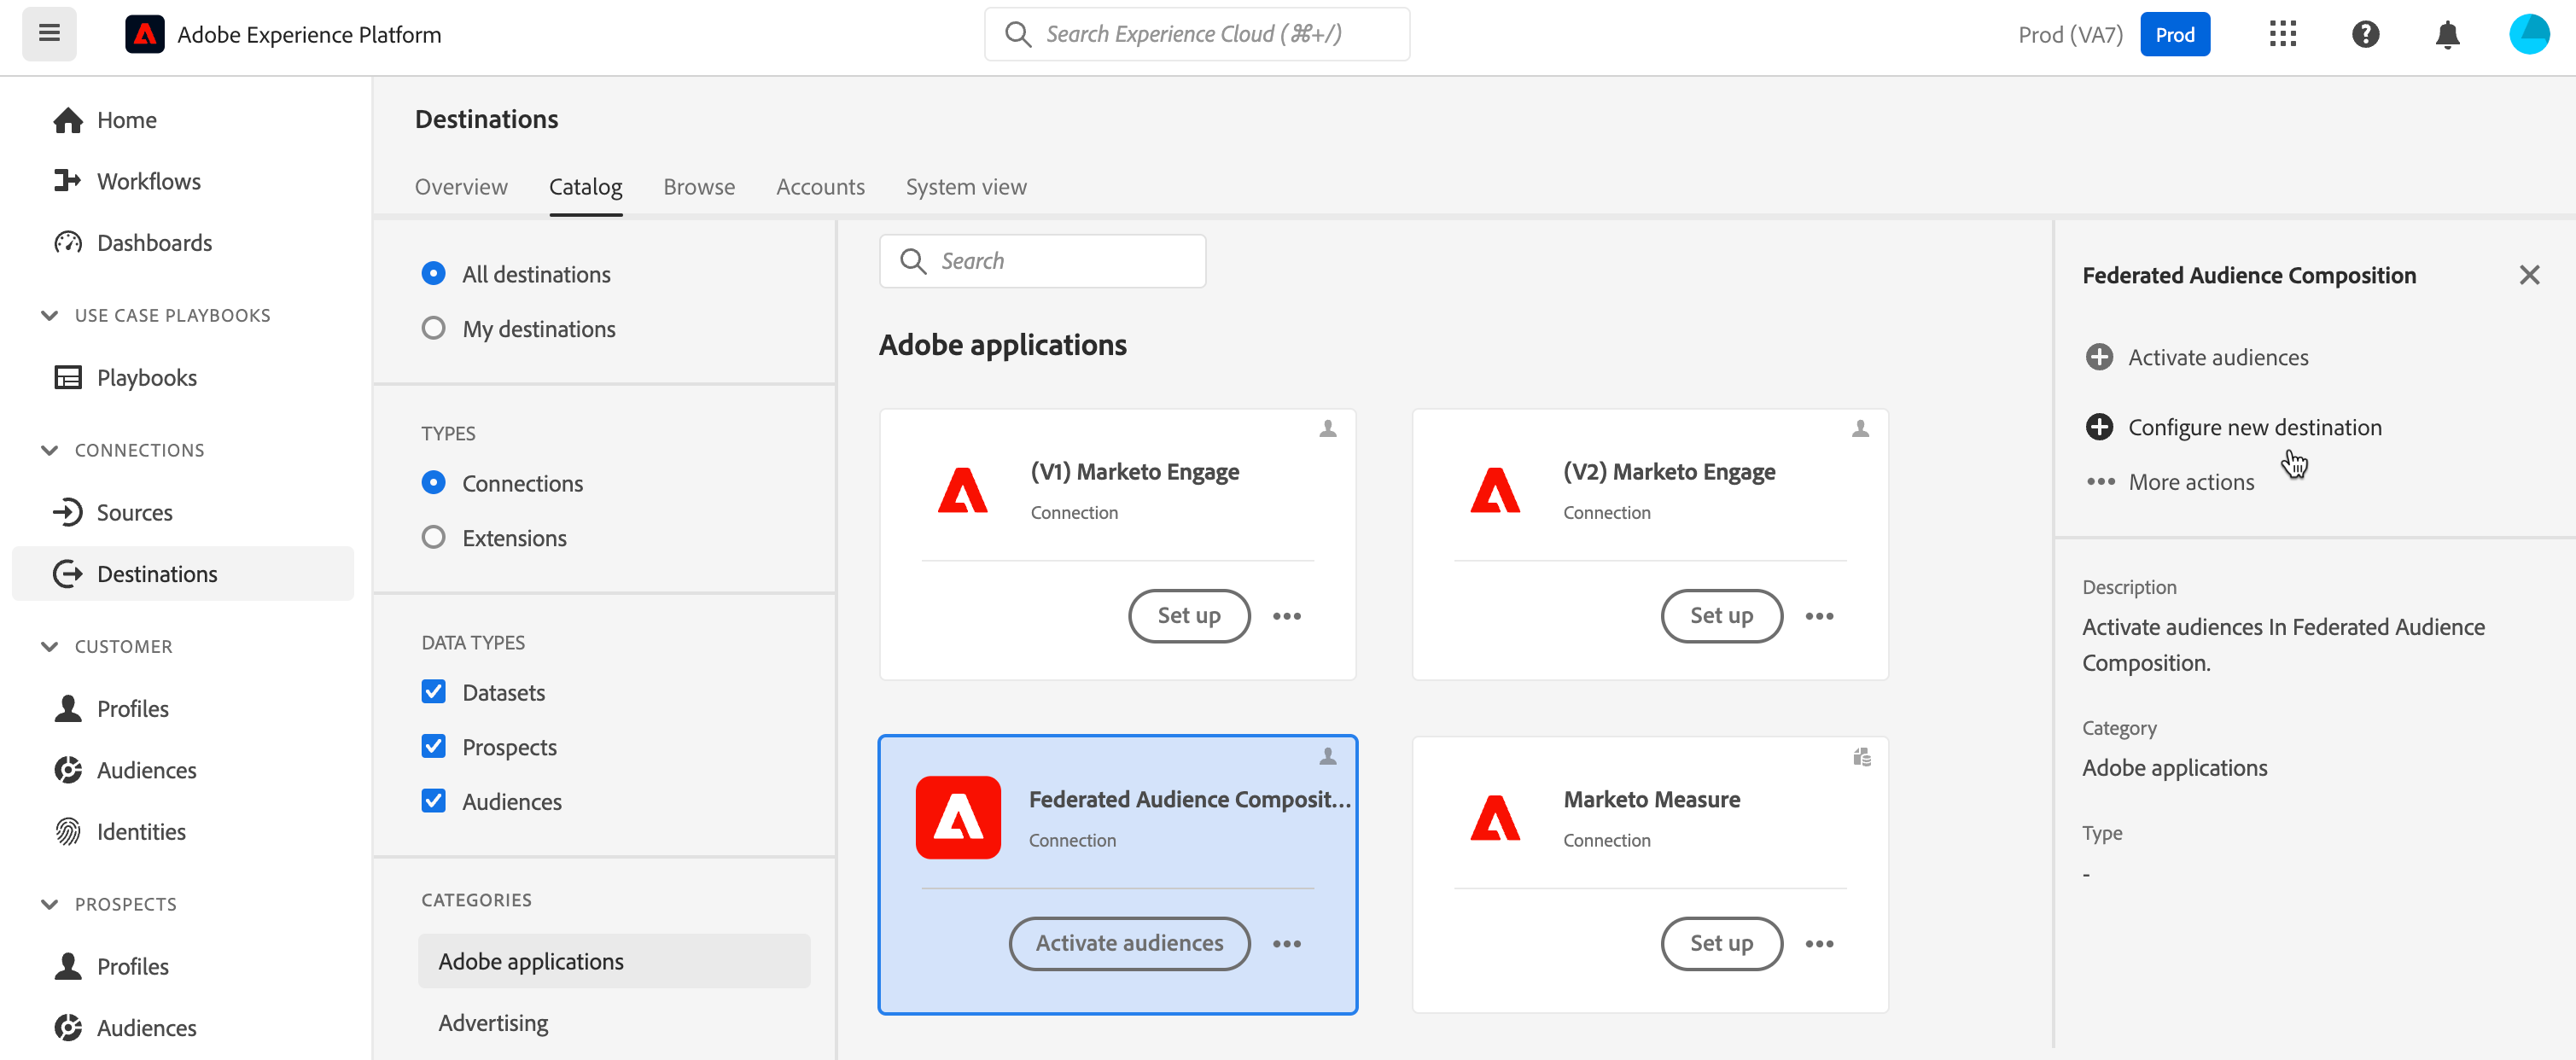 Adobe Experience Platform
Search Experience Cloud (⌘+/)
Prod (VA7)
Prod
Home
Workflows
Dashboards
USE CASE PLAYBOOKS
Playbooks
CONNECTIONS
Sources
Destinations
CUSTOMER
Profiles
Audiences
Identities
PROSPECTS
Profiles
Audiences
Destinations
Overview
Catalog
Browse
Accounts
System view
All destinations
My destinations
TYPES
Connections
Extensions
DATA TYPES
Datasets
Prospects
Audiences
CATEGORIES
Adobe applications
Advertising
Search
Adobe applications
(V1) Marketo Engage
Connection
Set up
(V2) Marketo Engage
Connection
Set up
Federated Audience Composit...
Connection
Activate audiences
Marketo Measure
Connection
Set up
Federated Audience Composition
Activate audiences
Configure new destination
More actions
Description
Activate audiences In Federated Audience
Composition.
Category
Adobe applications
Type
-